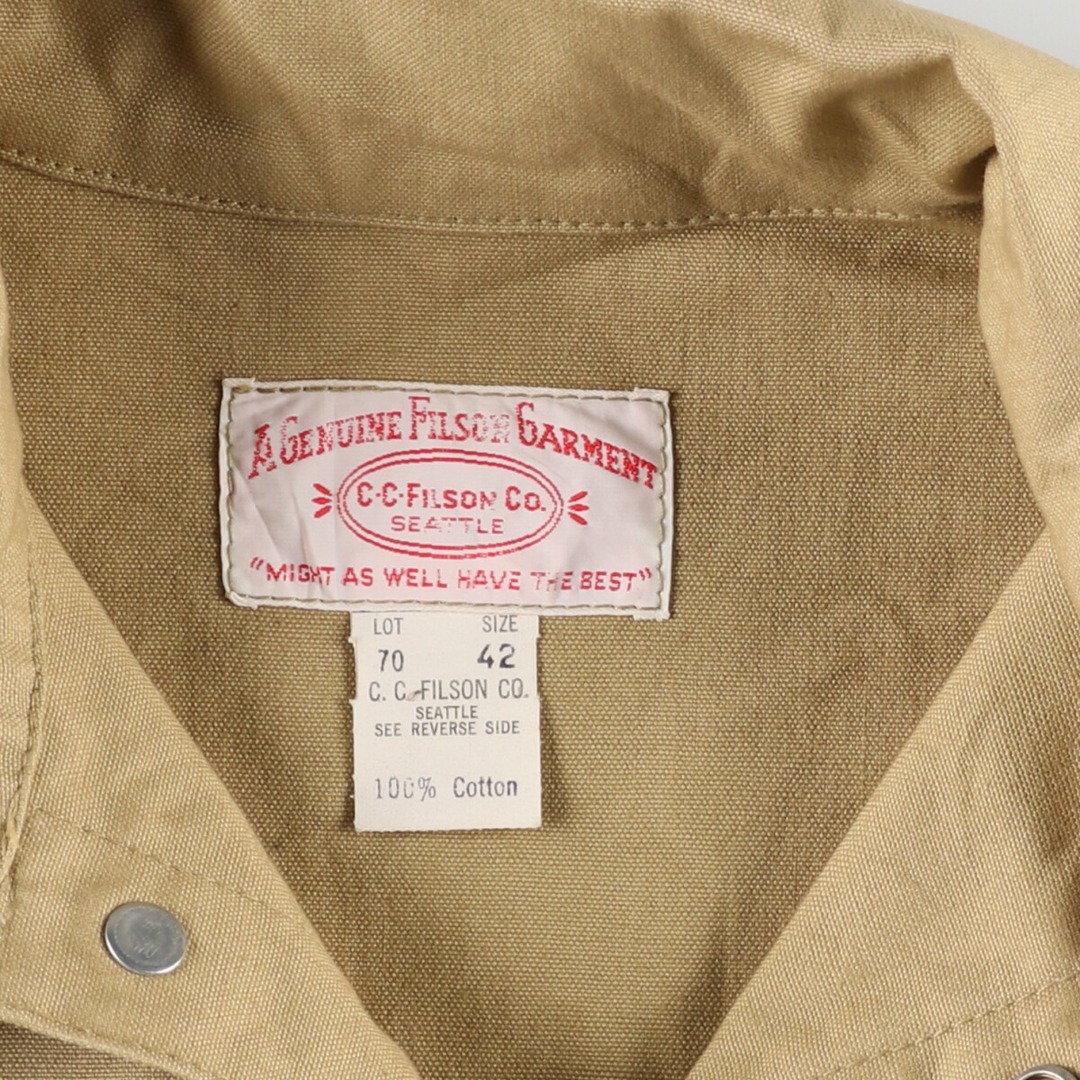 A GENUINE FILSON GARMENT
C·C·FILSON CO.
SEATTLE
"MIGHT AS WELL HAVE THE BEST"
LOT SIZE
70 42
C. C. FILSON CO.
SEATTLE
SEE REVERSE SIDE
100% Cotton